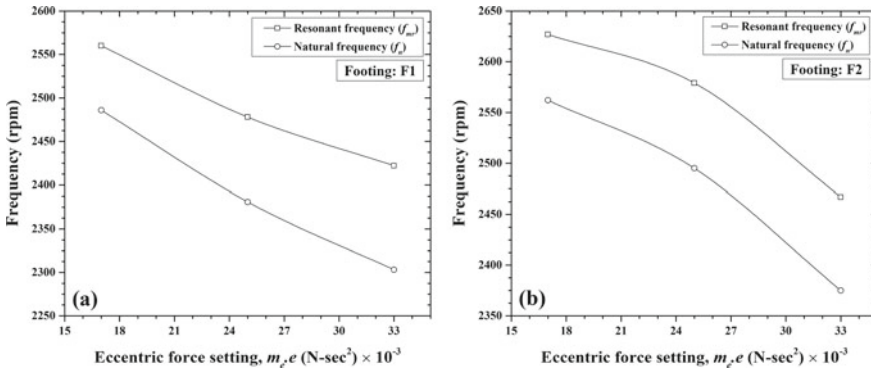 2600
2550
2500
2450
2400
2350
2300
2250
Frequency (rpm)
Resonant frequency (fmr)
Natural frequency (fn)
Footing: F1
(a)
15 18 21 24 27 30 33
Eccentric force setting, me.e (N-sec²) × 10⁻³
2650
2600
2550
2500
2450
2400
2350
Frequency (rpm)
Resonant frequency (fmr)
Natural frequency (fn)
Footing: F2
(b)
15 18 21 24 27 30 33
Eccentric force setting, me.e (N-sec²) × 10⁻³